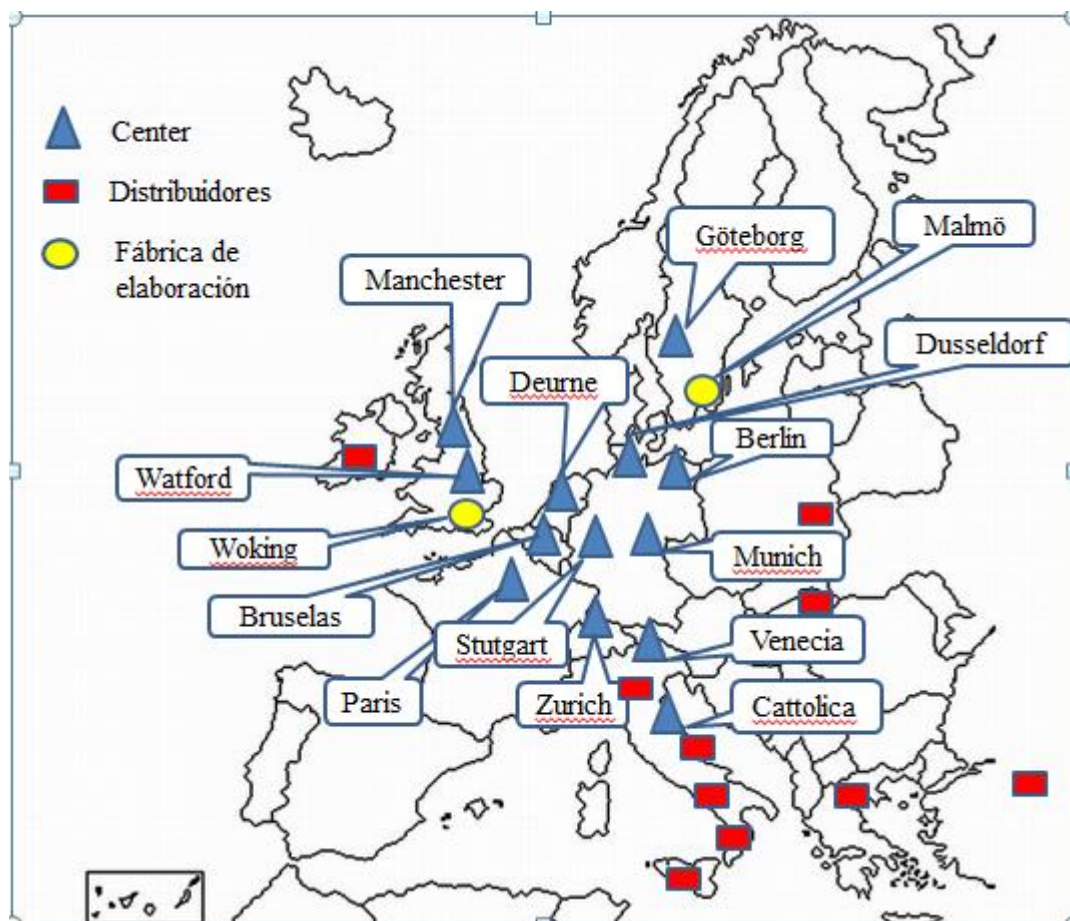 Center
Distribuidores
Fábrica de
elaboración
Göteborg
Malmö
Manchester
Dusseldorf
Deurne
Berlin
Watford
Woking
Munich
Bruselas
Stutgart
Venecia
Paris
Zurich
Cattolica